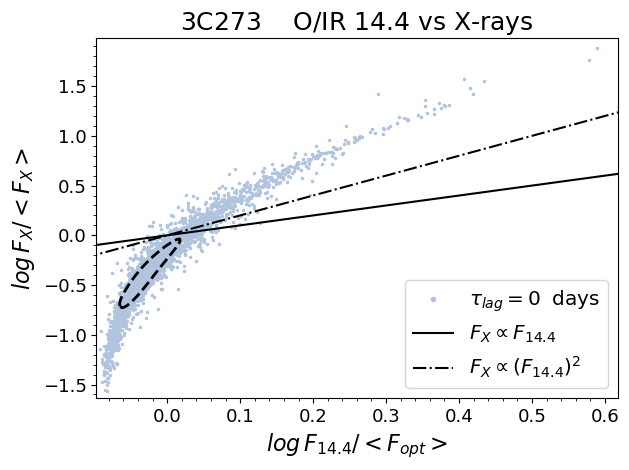 3C273    O/IR 14.4 vs X-rays
log F_X/<F_X>
1.5
1.0
0.5
0.0
−0.5
−1.0
−1.5
τ_lag = 0 days
F_X ∝ F_14.4
F_X ∝ (F_14.4)^2
0.0 0.1 0.2 0.3 0.4 0.5 0.6
log F_14.4/<F_opt>